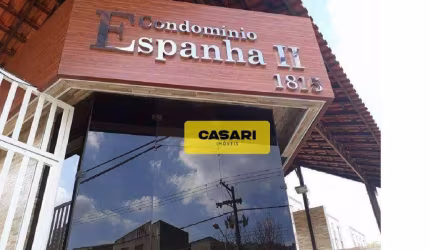 Condominio
Espanha II
1815
CASARI
IMÓVEIS